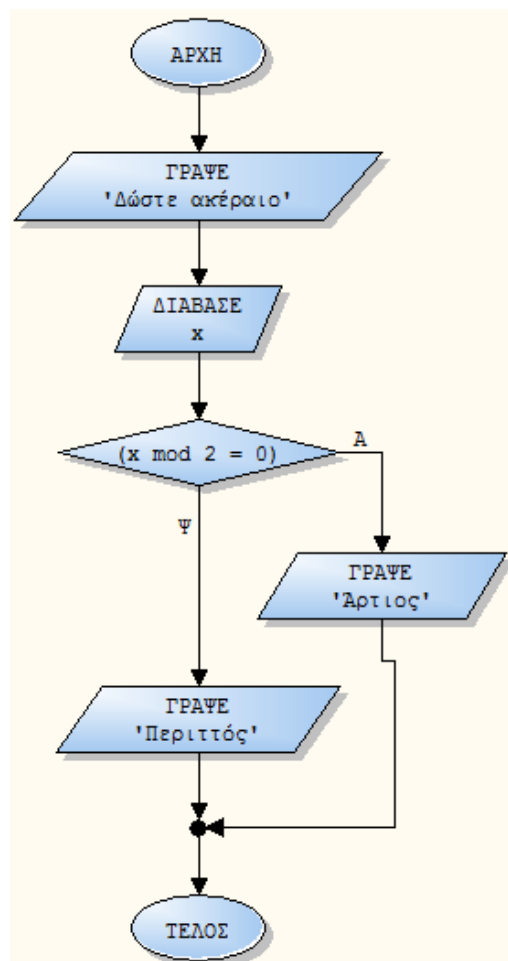 ΑΡΧΗ
ΓΡΑΨΕ
'Δώστε ακέραιο'
ΔΙΑΒΑΣΕ
x
(x mod 2 = 0)
Α
Ψ
ΓΡΑΨΕ
'Άρτιος'
ΓΡΑΨΕ
'Περιττός'
ΤΕΛΟΣ